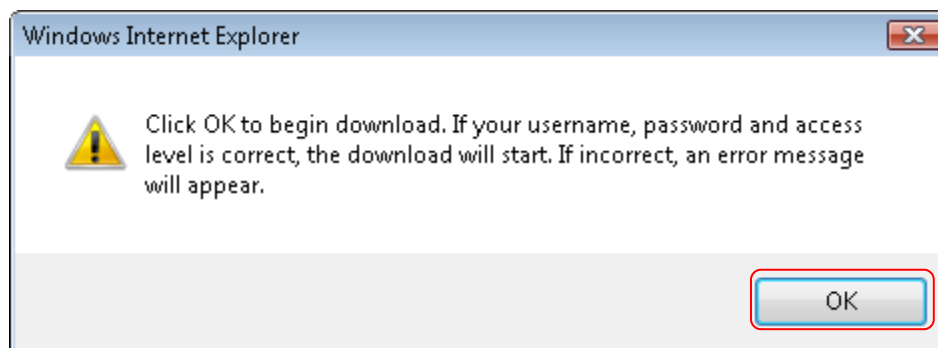 Windows Internet Explorer
Click OK to begin download. If your username, password and access
level is correct, the download will start. If incorrect, an error message
will appear.
OK